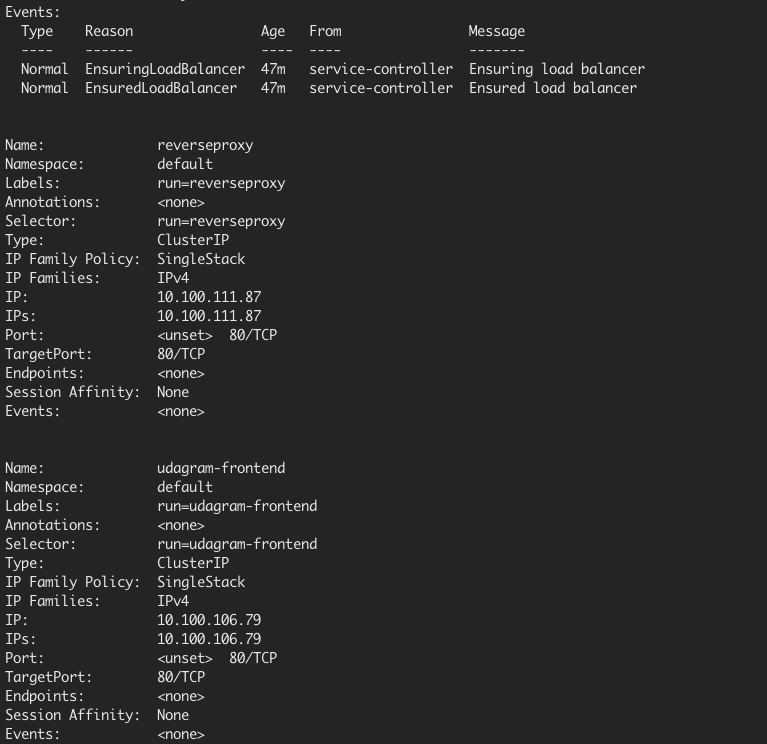 Events:
  Type    Reason                Age   From                Message
  ----    ------                ----  ----                -------
  Normal  EnsuringLoadBalancer  47m   service-controller  Ensuring load balancer
  Normal  EnsuredLoadBalancer   47m   service-controller  Ensured load balancer
Name:              reverseproxy
Namespace:         default
Labels:            run=reverseproxy
Annotations:       <none>
Selector:          run=reverseproxy
Type:              ClusterIP
IP Family Policy:  SingleStack
IP Families:       IPv4
IP:                10.100.111.87
IPs:               10.100.111.87
Port:              <unset>  80/TCP
TargetPort:        80/TCP
Endpoints:         <none>
Session Affinity:  None
Events:            <none>
Name:              udagram-frontend
Namespace:         default
Labels:            run=udagram-frontend
Annotations:       <none>
Selector:          run=udagram-frontend
Type:              ClusterIP
IP Family Policy:  SingleStack
IP Families:       IPv4
IP:                10.100.106.79
IPs:               10.100.106.79
Port:              <unset>  80/TCP
TargetPort:        80/TCP
Endpoints:         <none>
Session Affinity:  None
Events:            <none>